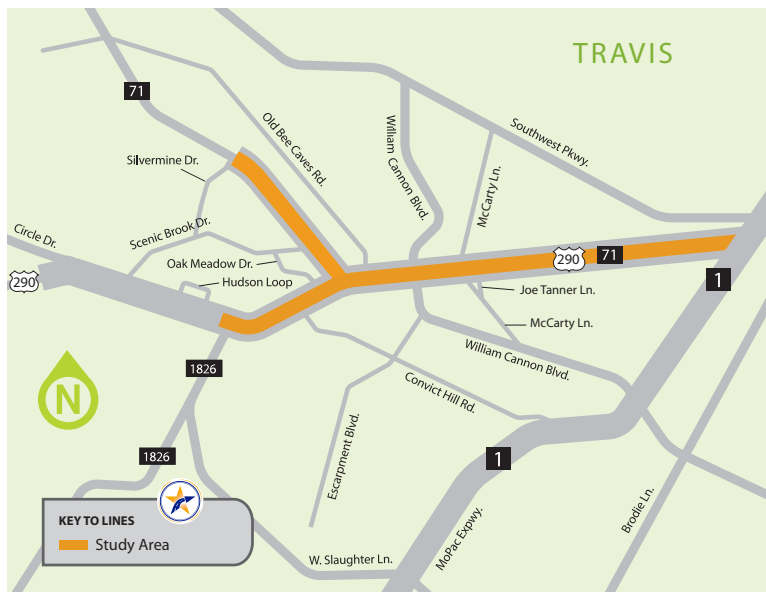 TRAVIS
71
Old Bee Caves Rd.
William Cannon Blvd.
Southwest Pkwy.
McCarty Ln.
Silvermine Dr.
Circle Dr.
Scenic Brook Dr.
Oak Meadow Dr.
Hudson Loop
290
290
71
1
Joe Tanner Ln.
McCarty Ln.
William Cannon Blvd.
1826
Convict Hill Rd.
N
Escarpment Blvd.
1826
1
Brodie Ln.
MoPac Expwy.
W. Slaughter Ln.
KEY TO LINES
Study Area